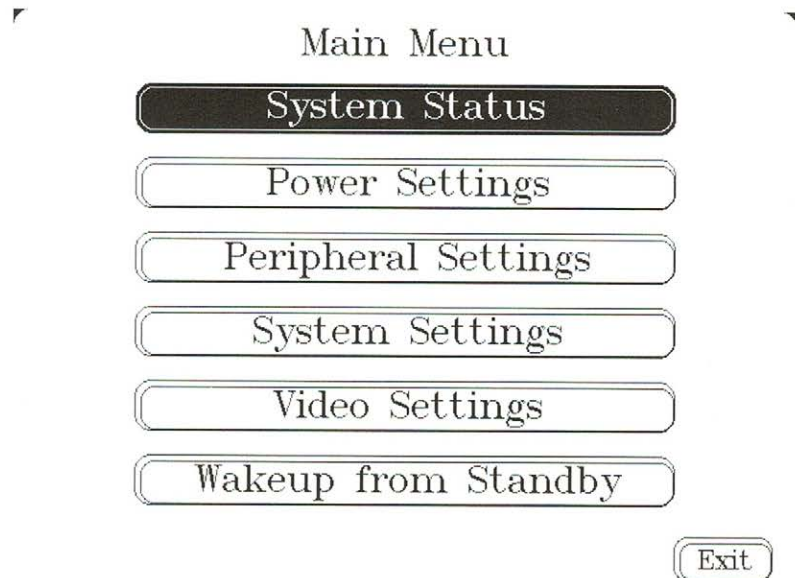 Main Menu
System Status
Power Settings
Peripheral Settings
System Settings
Video Settings
Wakeup from Standby
Exit